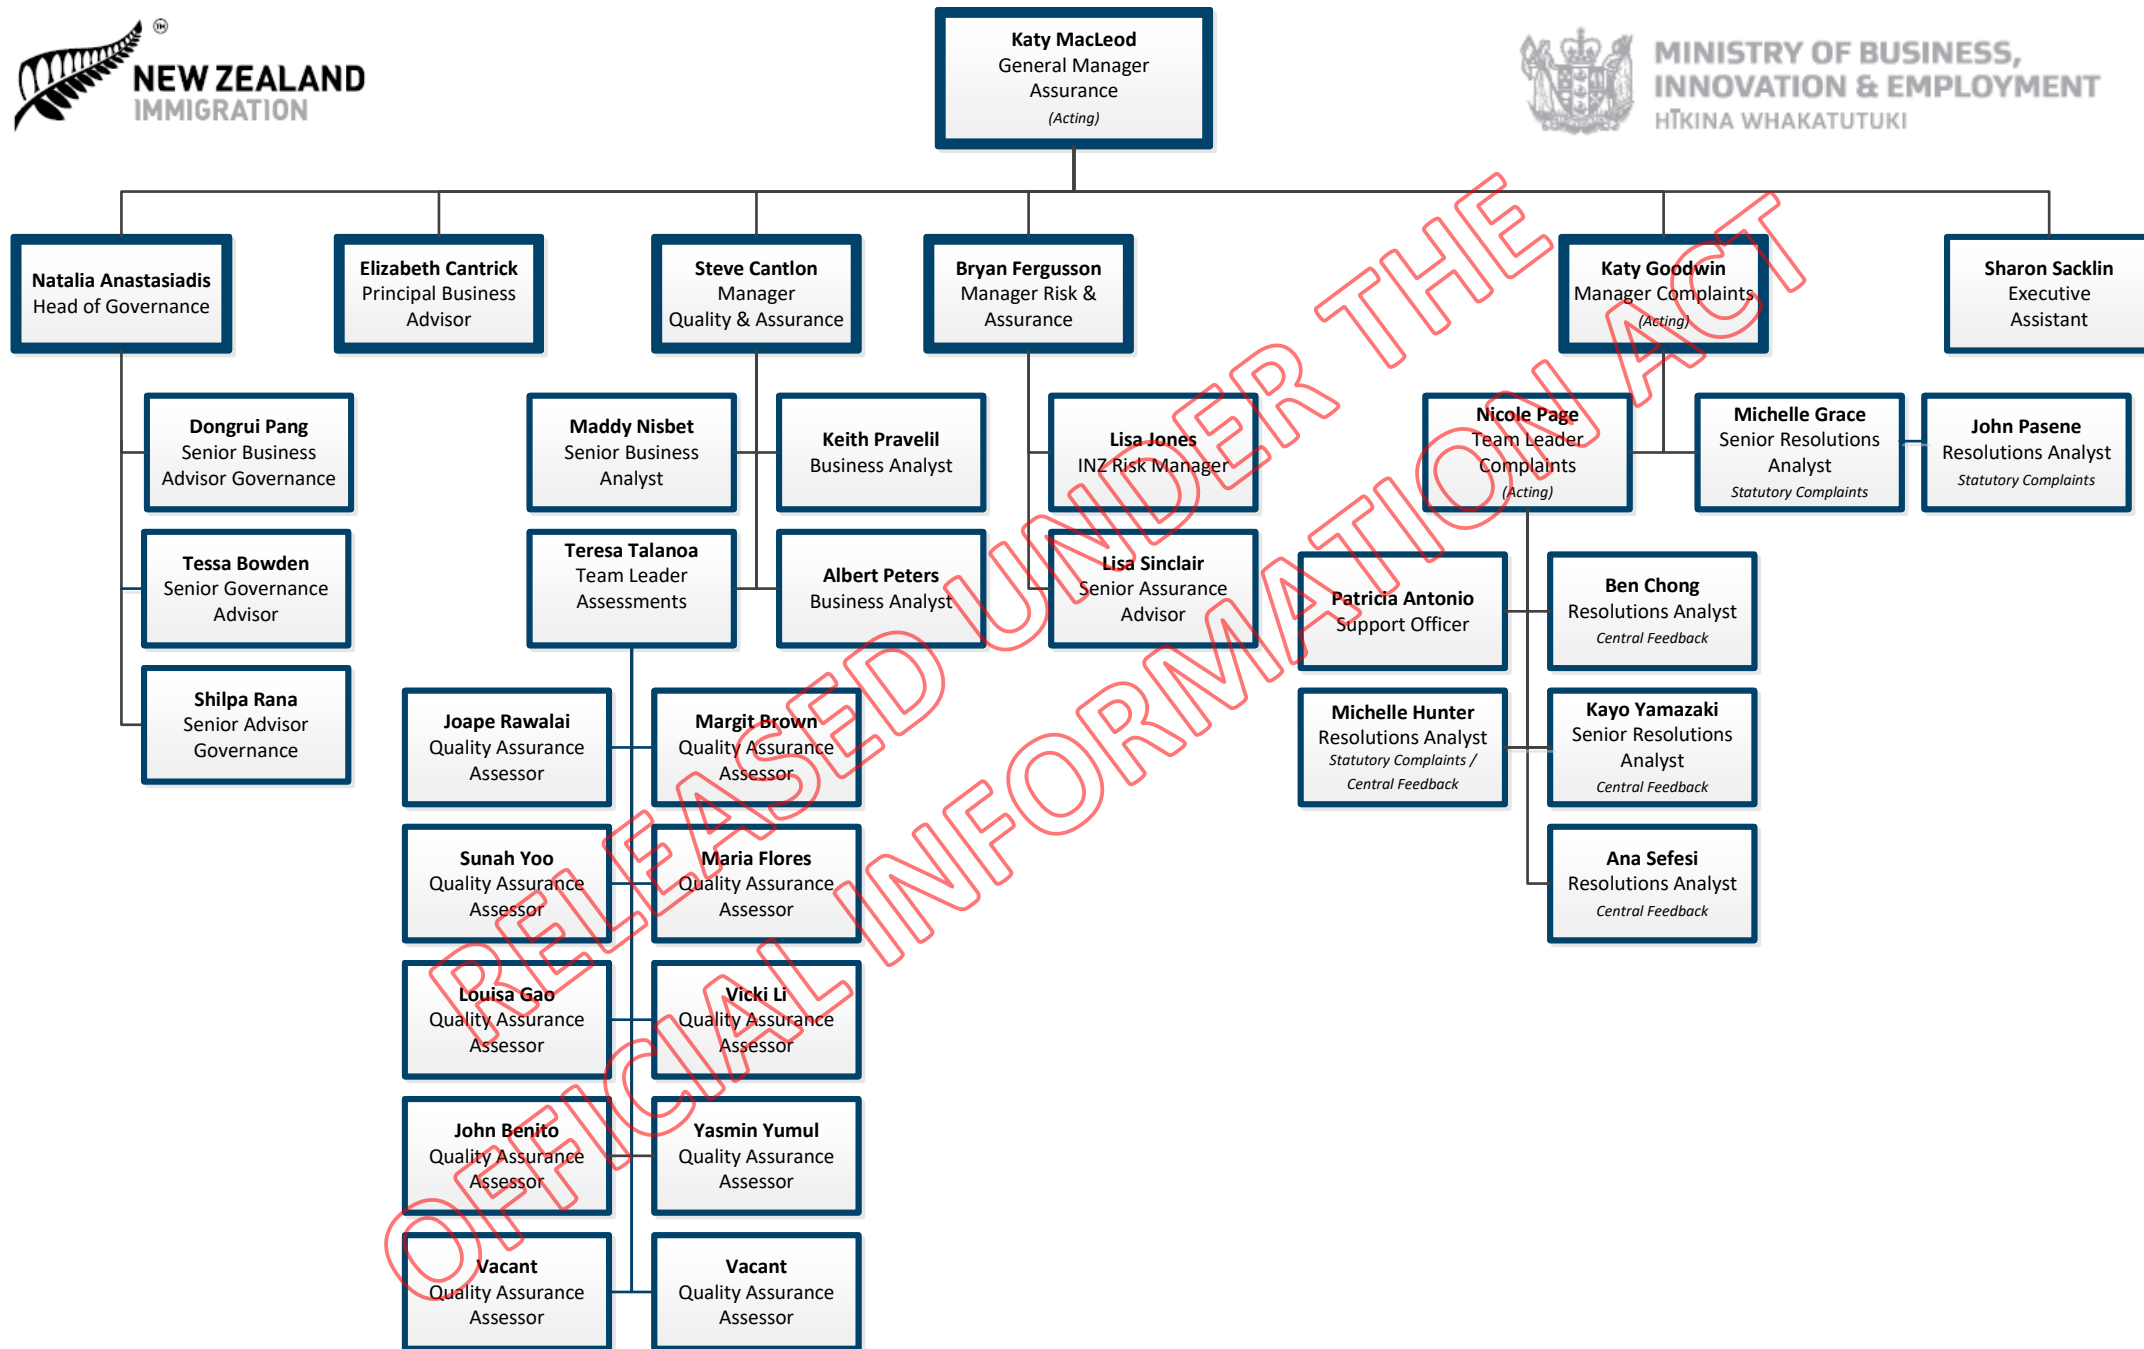 NEW ZEALAND
IMMIGRATION
Katy MacLeod
General Manager
Assurance
(Acting)
MINISTRY OF BUSINESS,
INNOVATION & EMPLOYMENT
HĪKINA WHAKATUTUKI
Natalia Anastasiadis
Head of Governance
Elizabeth Cantrick
Principal Business
Advisor
Steve Cantlon
Manager
Quality & Assurance
Bryan Fergusson
Manager Risk &
Assurance
Katy Goodwin
Manager Complaints
(Acting)
Sharon Sacklin
Executive
Assistant
Dongrui Pang
Senior Business
Advisor Governance
Maddy Nisbet
Senior Business
Analyst
Keith Pravelil
Business Analyst
Lisa Jones
INZ Risk Manager
Nicole Page
Team Leader
Complaints
(Acting)
Michelle Grace
Senior Resolutions
Analyst
Statutory Complaints
John Pasene
Resolutions Analyst
Statutory Complaints
Tessa Bowden
Senior Governance
Advisor
Teresa Talanoa
Team Leader
Assessments
Albert Peters
Business Analyst
Lisa Sinclair
Senior Assurance
Advisor
Patricia Antonio
Support Officer
Ben Chong
Resolutions Analyst
Central Feedback
Shilpa Rana
Senior Advisor
Governance
Joape Rawalai
Quality Assurance
Assessor
Margit Brown
Quality Assurance
Assessor
Michelle Hunter
Resolutions Analyst
Statutory Complaints /
Central Feedback
Kayo Yamazaki
Senior Resolutions
Analyst
Central Feedback
Sunah Yoo
Quality Assurance
Assessor
Maria Flores
Quality Assurance
Assessor
Ana Sefesi
Resolutions Analyst
Central Feedback
Louisa Gao
Quality Assurance
Assessor
Vicki Li
Quality Assurance
Assessor
John Benito
Quality Assurance
Assessor
Yasmin Yumul
Quality Assurance
Assessor
Vacant
Quality Assurance
Assessor
Vacant
Quality Assurance
Assessor
RELEASED UNDER THE
OFFICIAL INFORMATION ACT